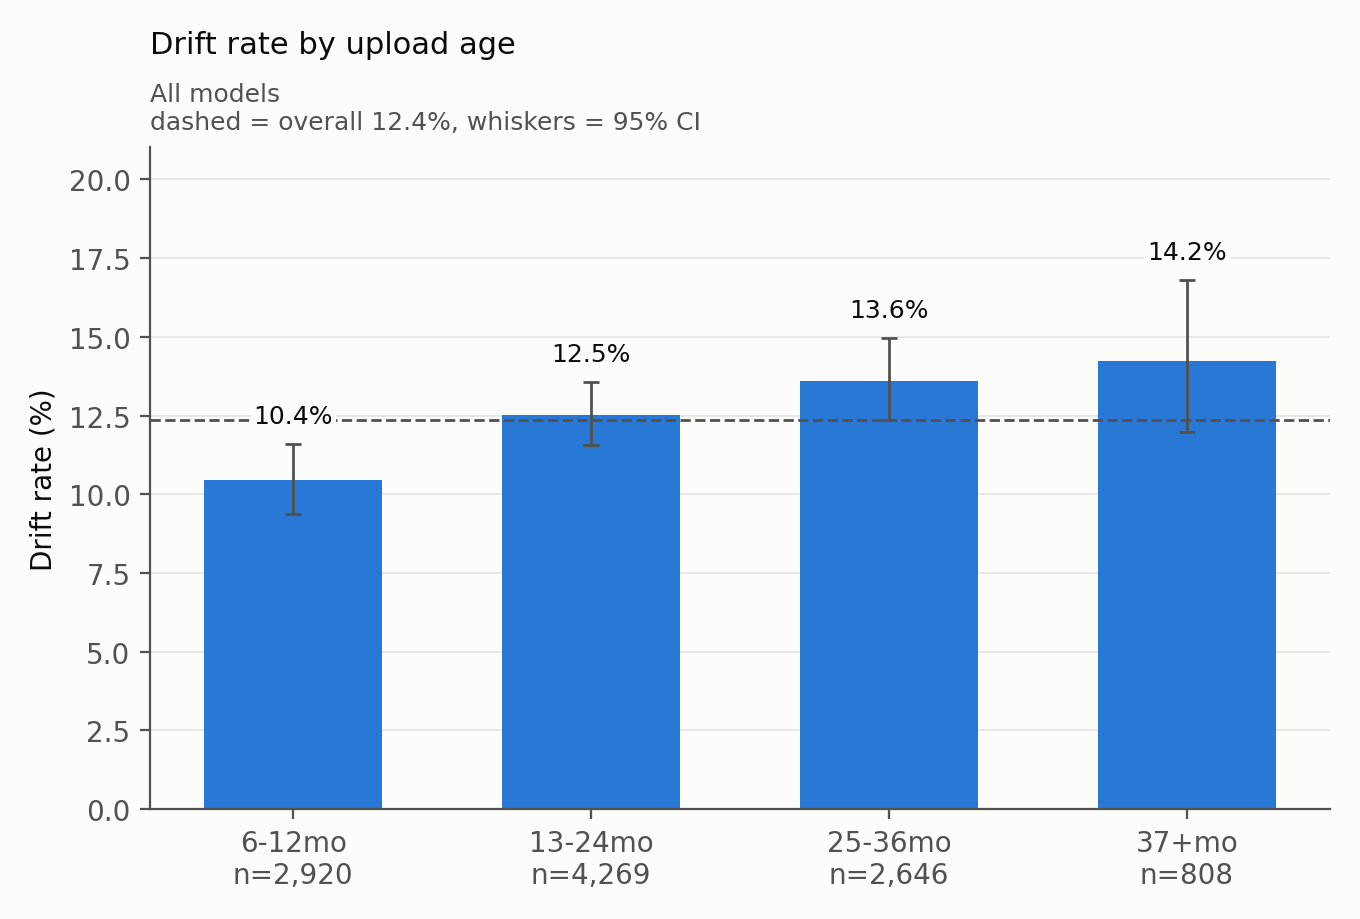 Drift rate by upload age
All models
dashed = overall 12.4%, whiskers = 95% CI
Drift rate (%)
20.0
17.5
15.0
12.5
10.0
7.5
5.0
2.5
0.0
10.4%
12.5%
13.6%
14.2%
6-12mo
n=2,920
13-24mo
n=4,269
25-36mo
n=2,646
37+mo
n=808